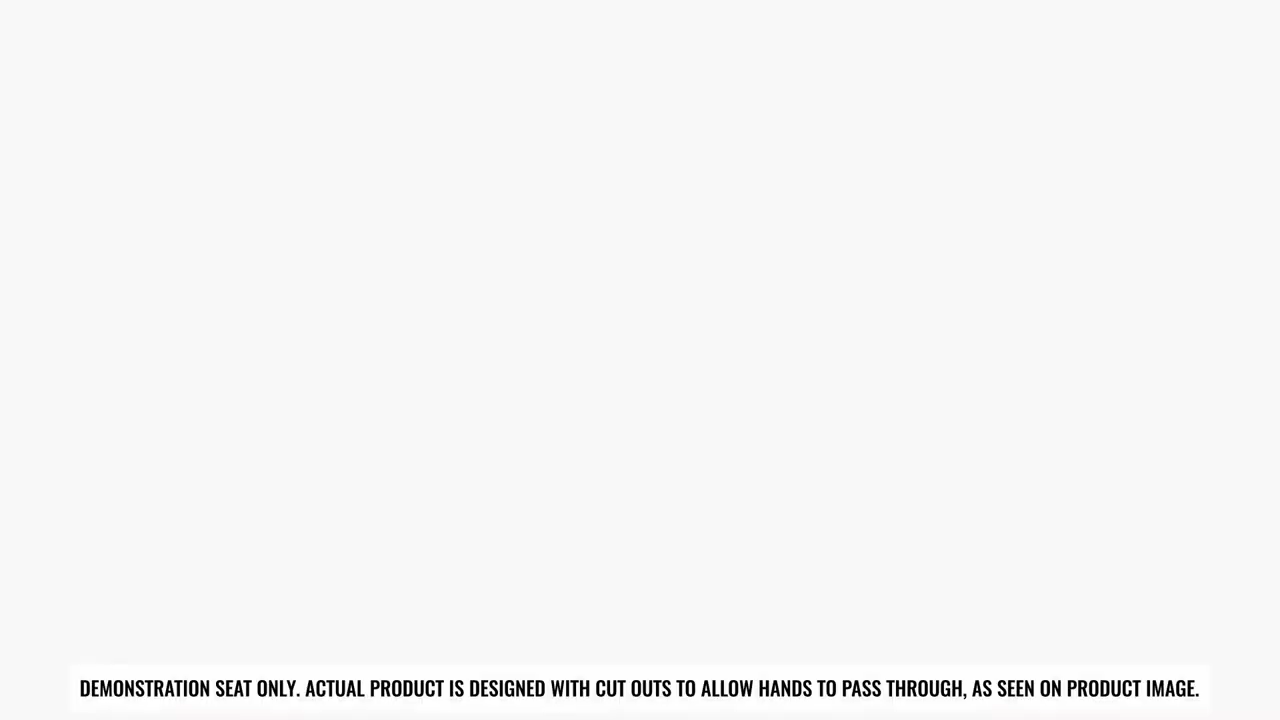 DEMONSTRATION SEAT ONLY. ACTUAL PRODUCT IS DESIGNED WITH CUT OUTS TO ALLOW HANDS TO PASS THROUGH, AS SEEN ON PRODUCT IMAGE.